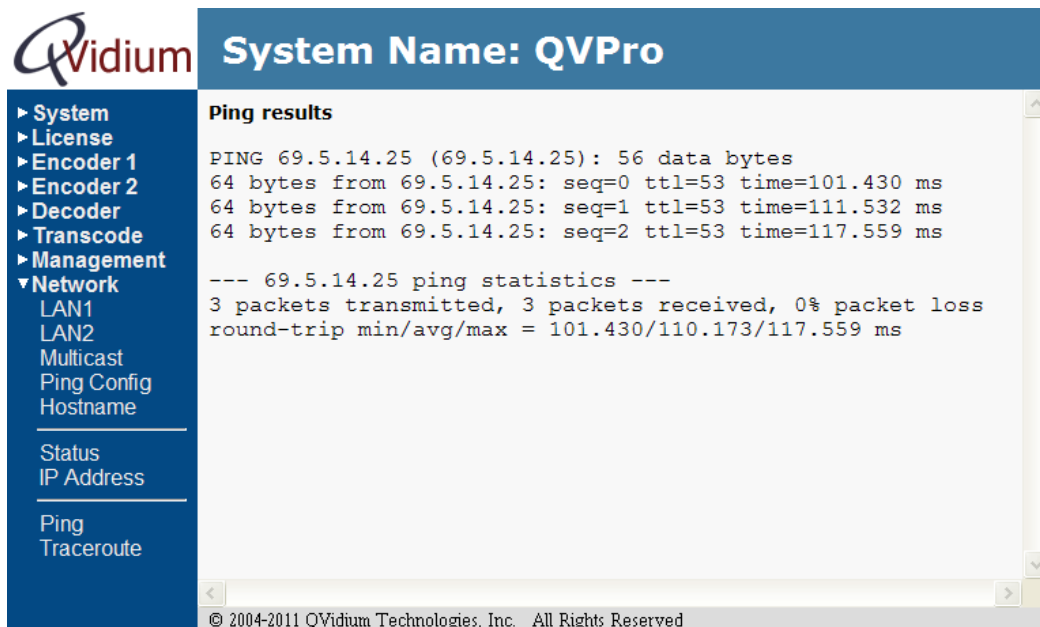 QVidium
System Name: QVPro
System
License
Encoder 1
Encoder 2
Decoder
Transcode
Management
Network
LAN1
LAN2
Multicast
Ping Config
Hostname
Status
IP Address
Ping
Traceroute
Ping results
PING 69.5.14.25 (69.5.14.25): 56 data bytes
64 bytes from 69.5.14.25: seq=0 ttl=53 time=101.430 ms
64 bytes from 69.5.14.25: seq=1 ttl=53 time=111.532 ms
64 bytes from 69.5.14.25: seq=2 ttl=53 time=117.559 ms
--- 69.5.14.25 ping statistics ---
3 packets transmitted, 3 packets received, 0% packet loss
round-trip min/avg/max = 101.430/110.173/117.559 ms
© 2004-2011 QVidium Technologies, Inc. All Rights Reserved